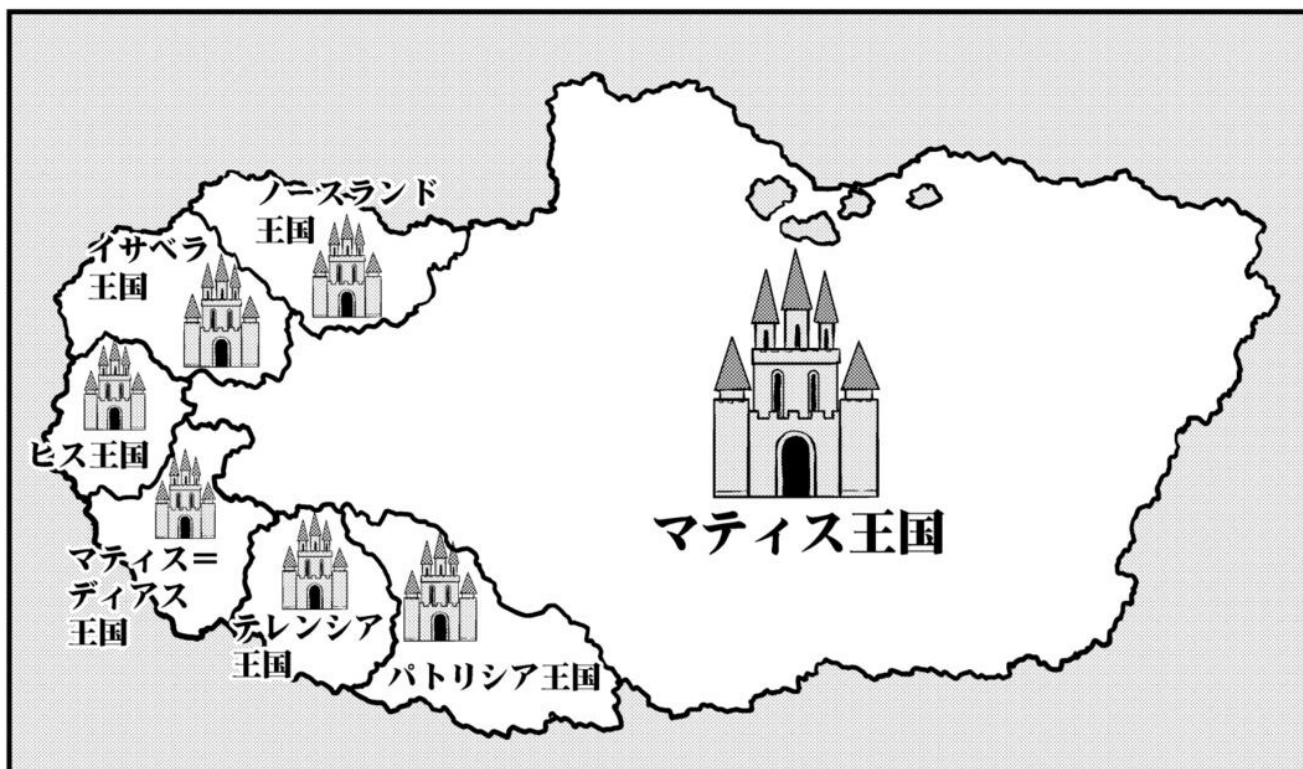 ノースランド
王国
イサベラ
王国
ピス王国
マティス＝
ディアス
王国
テレンシア
王国
パトリシア王国
マティス王国